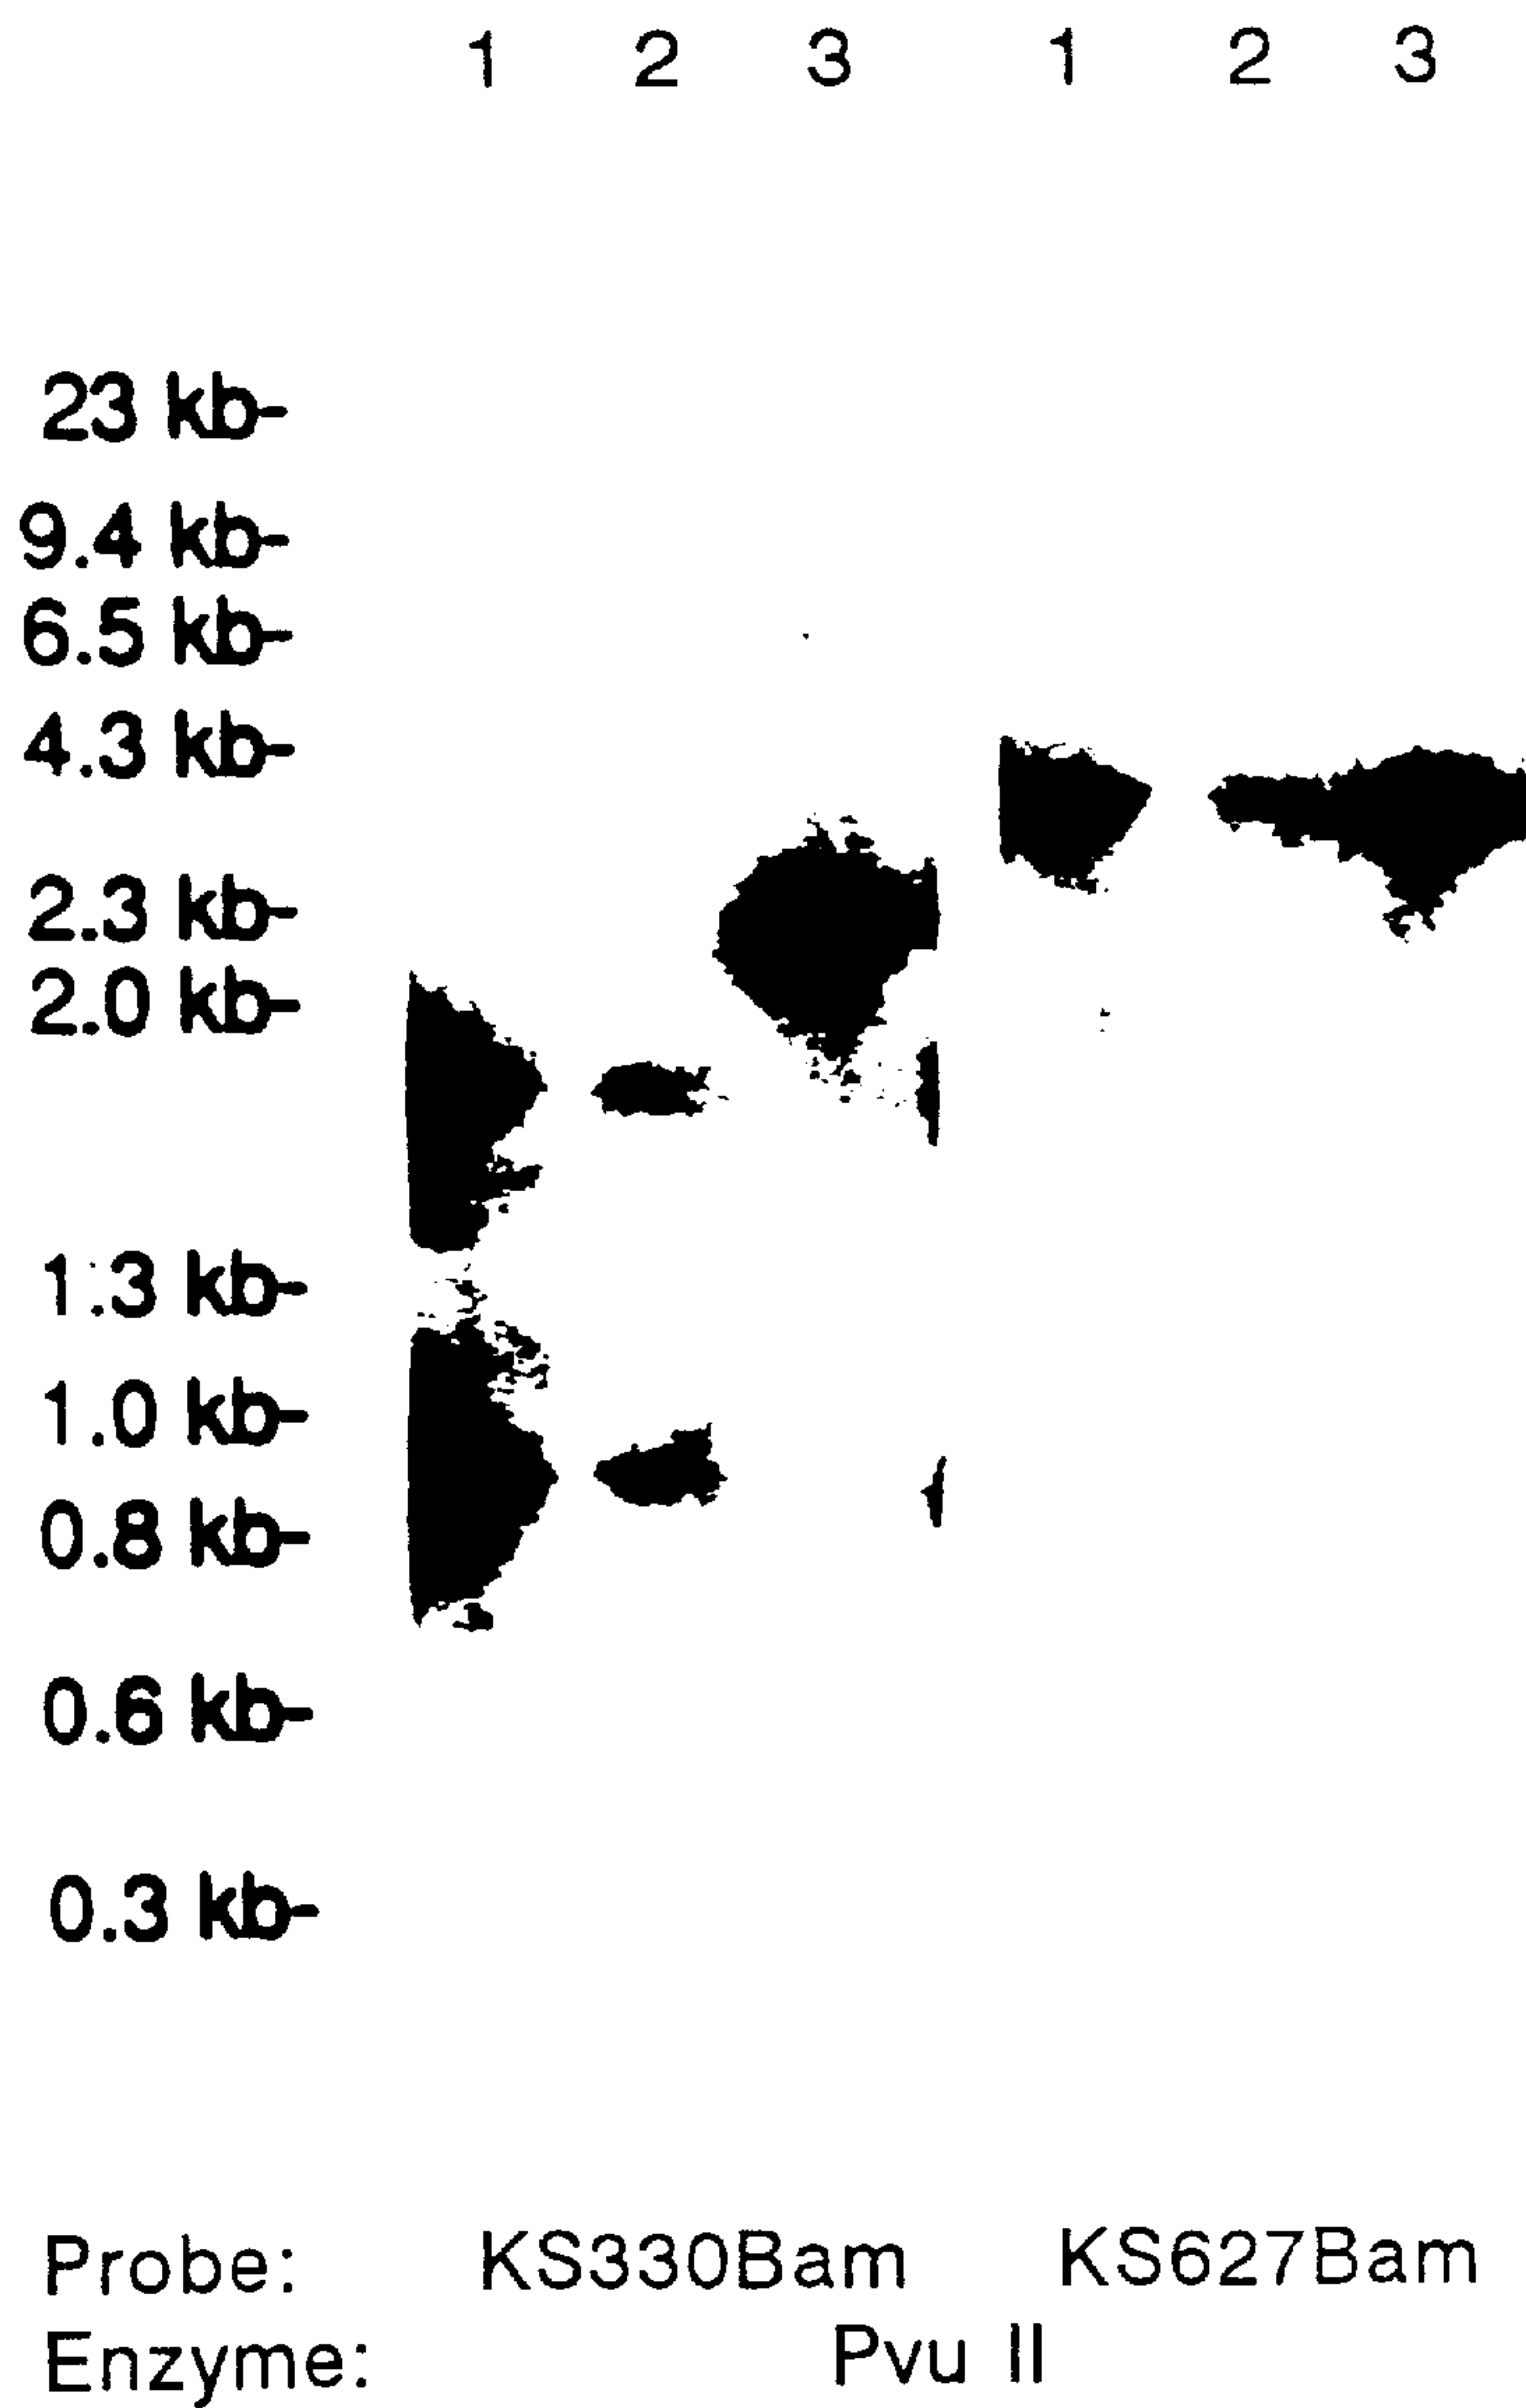 1 2 3 1 2 3
23 kb-
9.4 kb-
6.5 kb-
4.3 kb-
2.3 kb-
2.0 kb-
1.3 kb-
1.0 kb-
0.8 kb-
0.6 kb-
0.3 kb-
Probe: KS330Bam KS627Bam
Enzyme: Pvu II